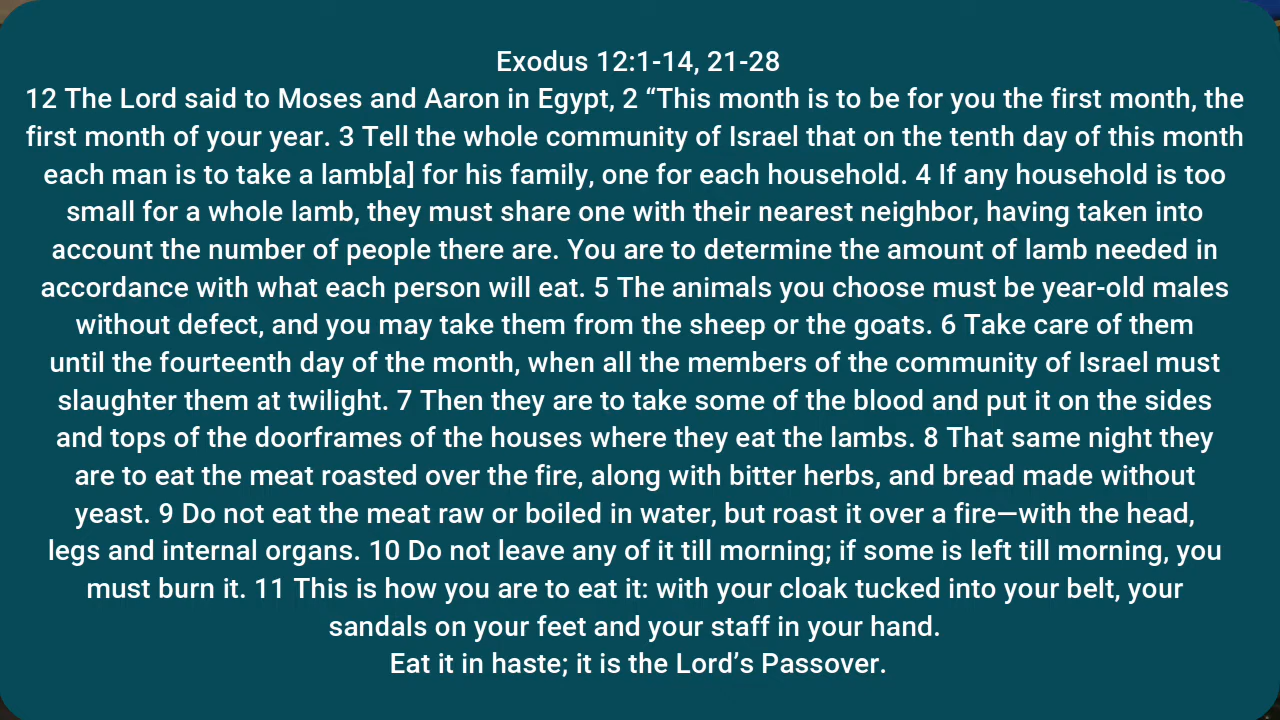 Exodus 12:1-14, 21-28
12 The Lord said to Moses and Aaron in Egypt, 2 “This month is to be for you the first month, the
first month of your year. 3 Tell the whole community of Israel that on the tenth day of this month
each man is to take a lamb[a] for his family, one for each household. 4 If any household is too
small for a whole lamb, they must share one with their nearest neighbor, having taken into
account the number of people there are. You are to determine the amount of lamb needed in
accordance with what each person will eat. 5 The animals you choose must be year-old males
without defect, and you may take them from the sheep or the goats. 6 Take care of them
until the fourteenth day of the month, when all the members of the community of Israel must
slaughter them at twilight. 7 Then they are to take some of the blood and put it on the sides
and tops of the doorframes of the houses where they eat the lambs. 8 That same night they
are to eat the meat roasted over the fire, along with bitter herbs, and bread made without
yeast. 9 Do not eat the meat raw or boiled in water, but roast it over a fire—with the head,
legs and internal organs. 10 Do not leave any of it till morning; if some is left till morning, you
must burn it. 11 This is how you are to eat it: with your cloak tucked into your belt, your
sandals on your feet and your staff in your hand.
Eat it in haste; it is the Lord’s Passover.